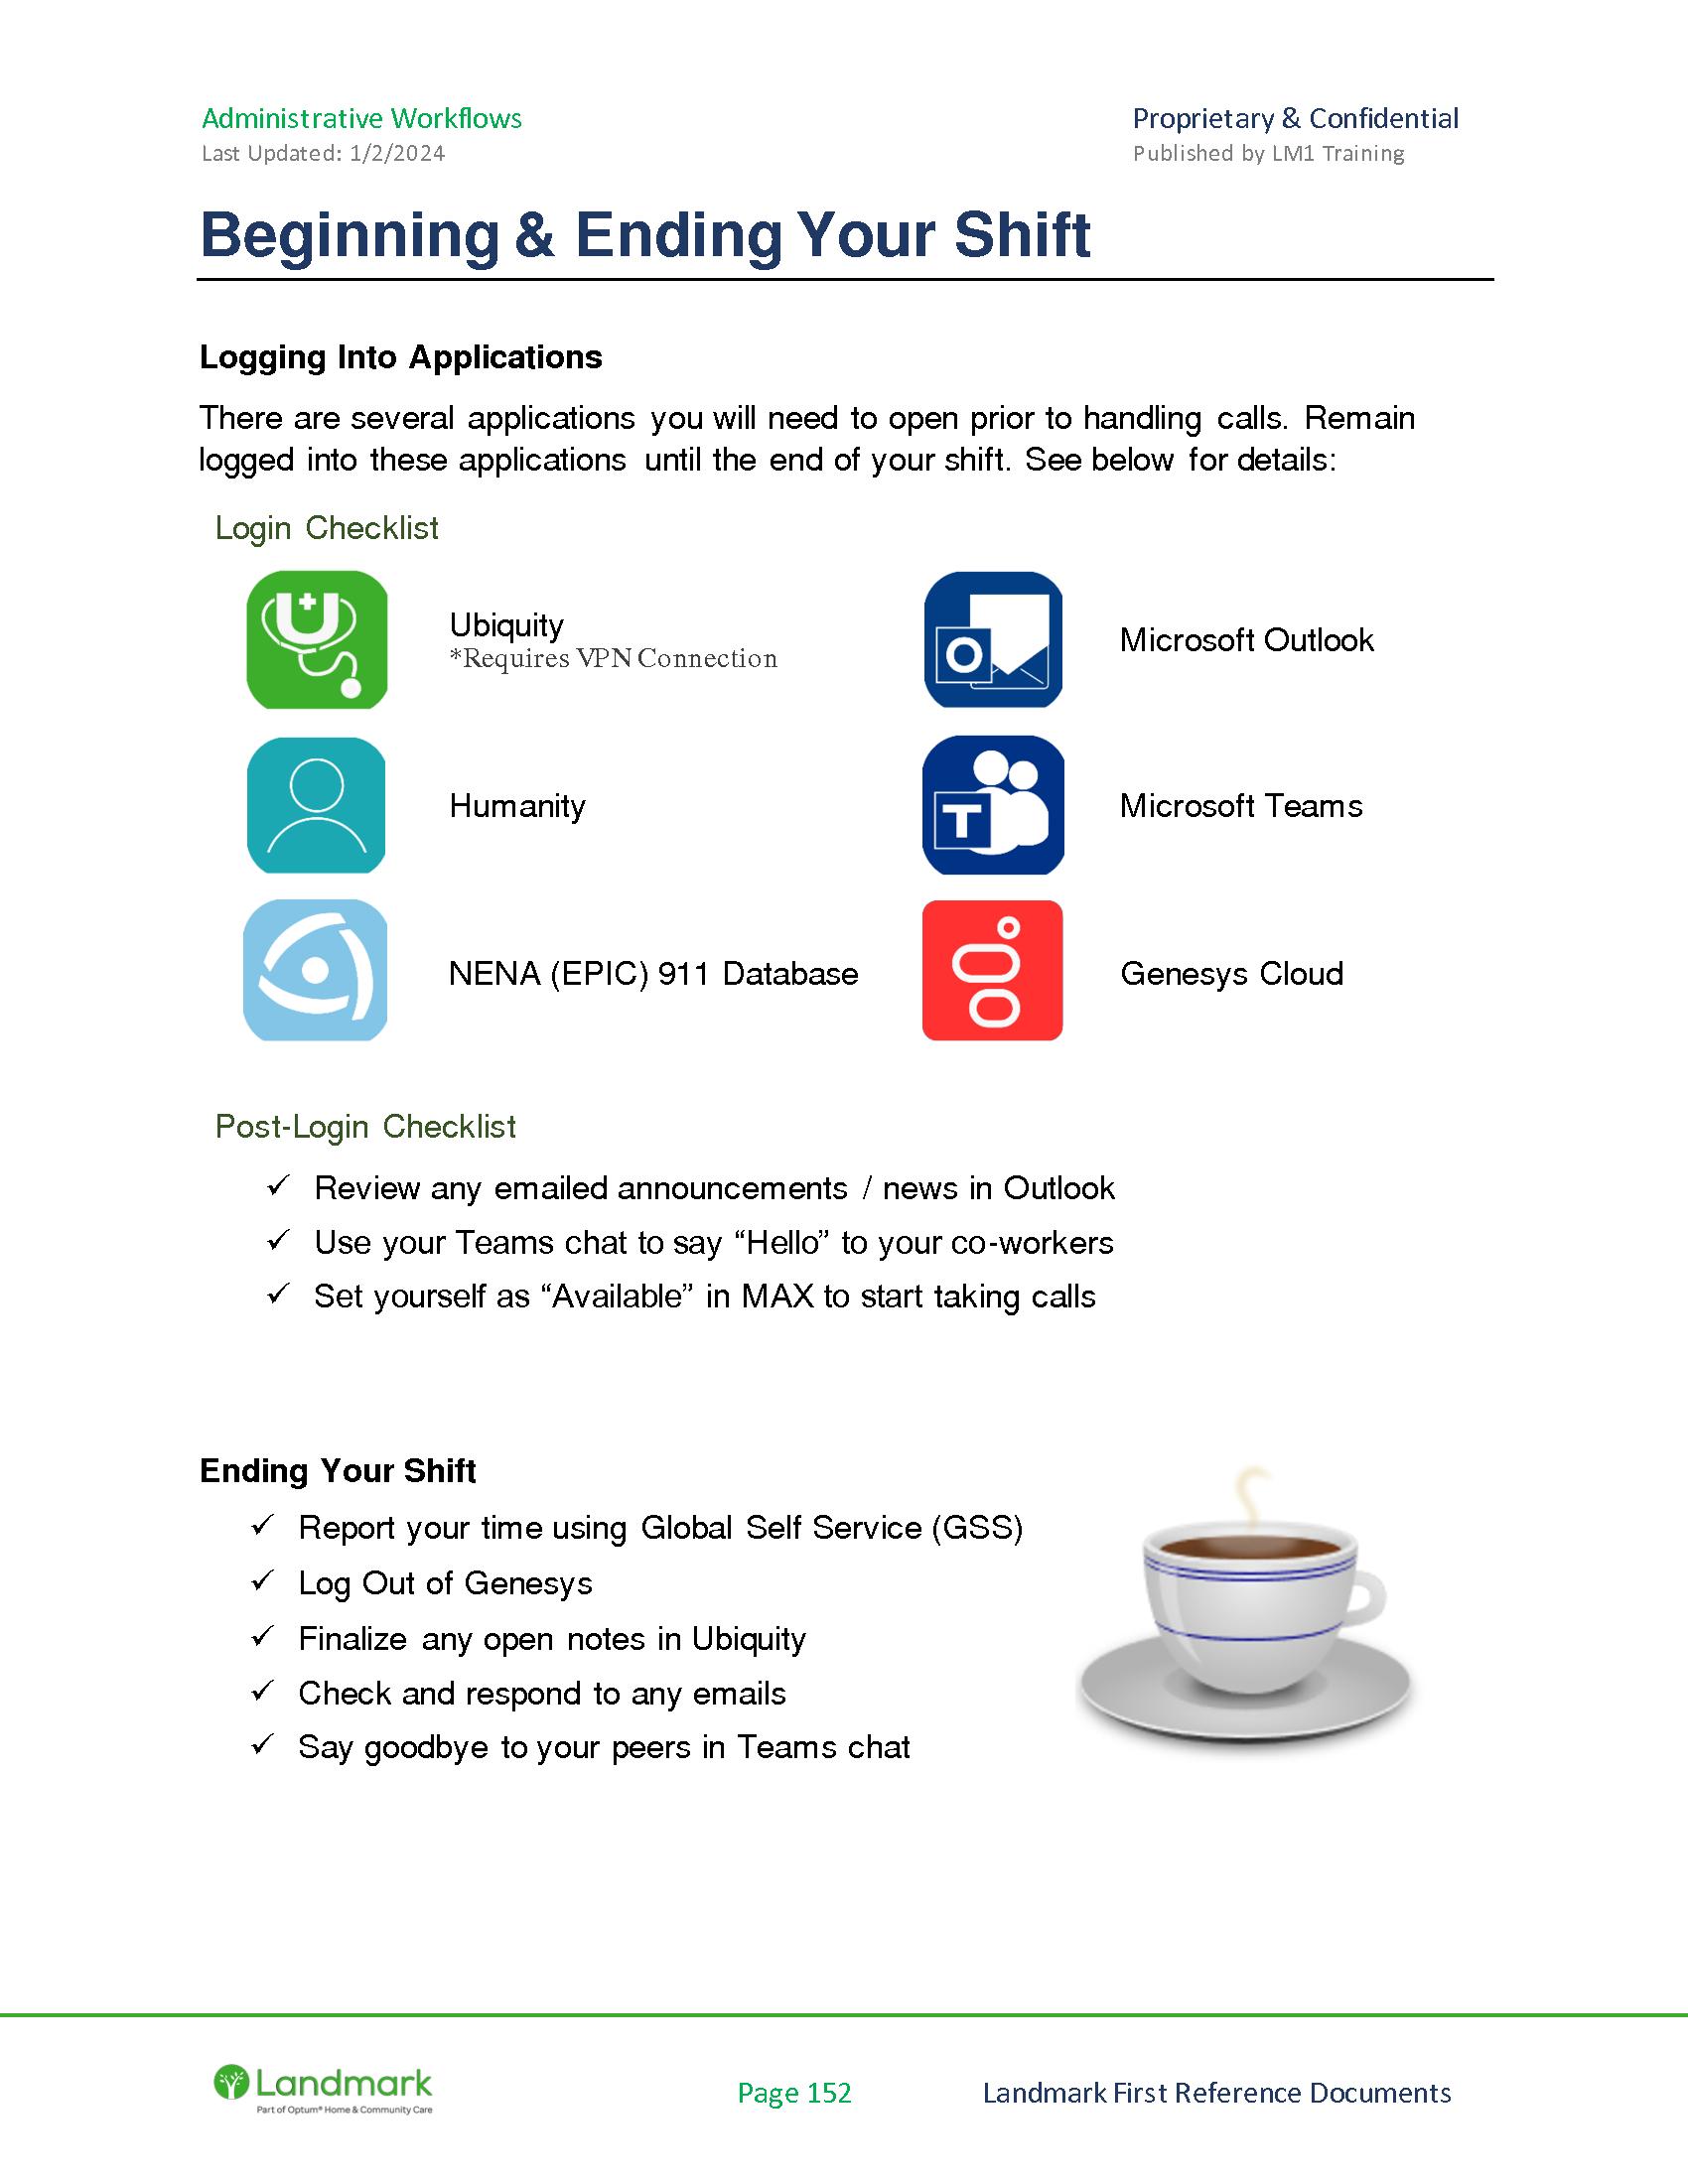 Administrative Workflows
Proprietary & Confidential
Last Updated: 1/2/2024
Published by LM1 Training
Beginning & Ending Your Shift
Logging Into Applications
There are several applications you will need to open prior to handling calls. Remain
logged into these applications until the end of your shift. See below for details:
Login Checklist
U
Ubiquity
*Requires VPN Connection
O
Microsoft Outlook
Humanity
T
Microsoft Teams
NENA (EPIC) 911 Database
Genesys Cloud
Post-Login Checklist
✓ Review any emailed announcements / news in Outlook
✓ Use your Teams chat to say “Hello” to your co-workers
✓ Set yourself as “Available” in MAX to start taking calls
Ending Your Shift
✓ Report your time using Global Self Service (GSS)
✓ Log Out of Genesys
✓ Finalize any open notes in Ubiquity
✓ Check and respond to any emails
✓ Say goodbye to your peers in Teams chat
Landmark
Part of Optum® Home & Community Care
Page 152
Landmark First Reference Documents